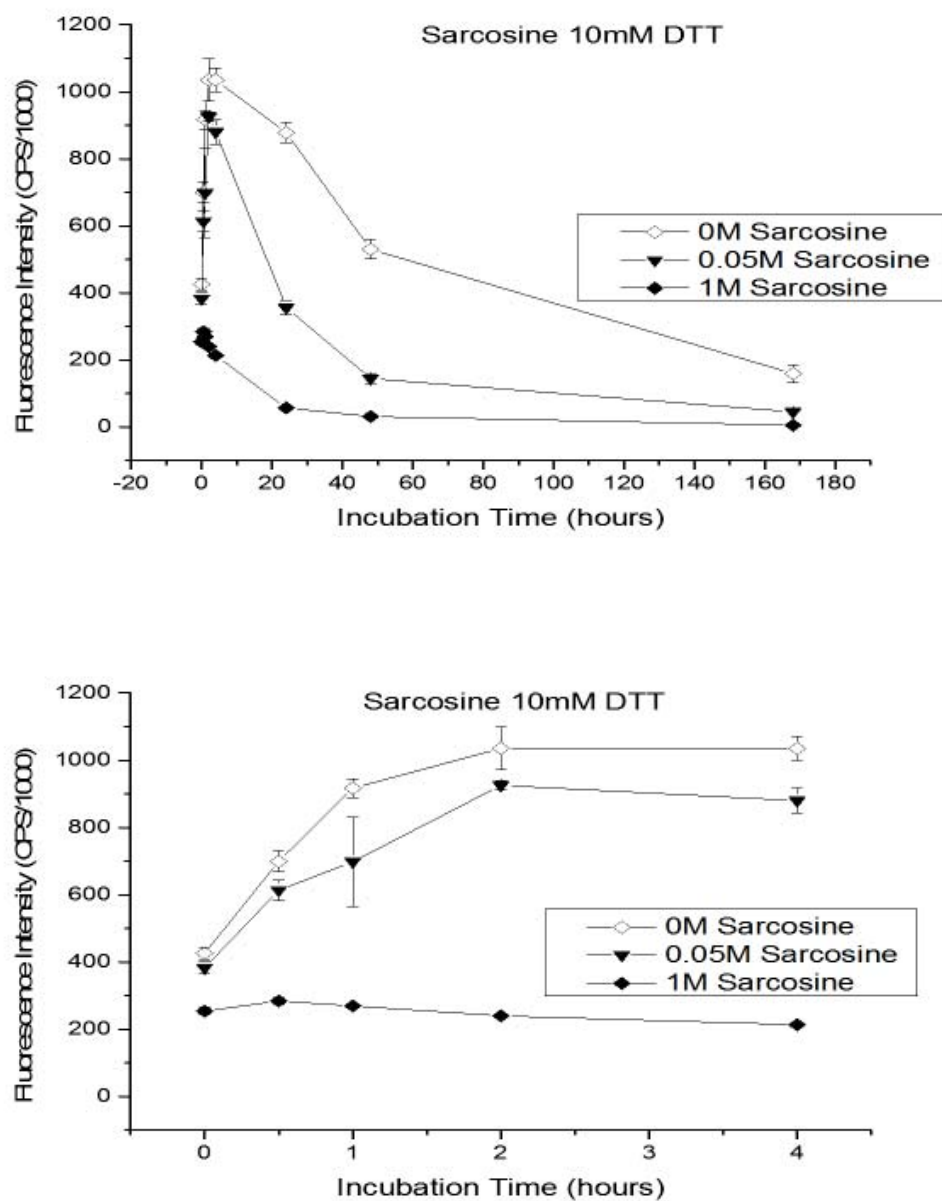 Sarcosine 10mM DTT
1200
1000
800
600
400
200
0
Fluorescence Intensity (CPS/1000)
0M Sarcosine
0.05M Sarcosine
1M Sarcosine
-20 0 20 40 60 80 100 120 140 160 180
Incubation Time (hours)
Sarcosine 10mM DTT
1200
1000
800
600
400
200
0
Fluorescence Intensity (CPS/1000)
0M Sarcosine
0.05M Sarcosine
1M Sarcosine
0 1 2 3 4
Incubation Time (hours)